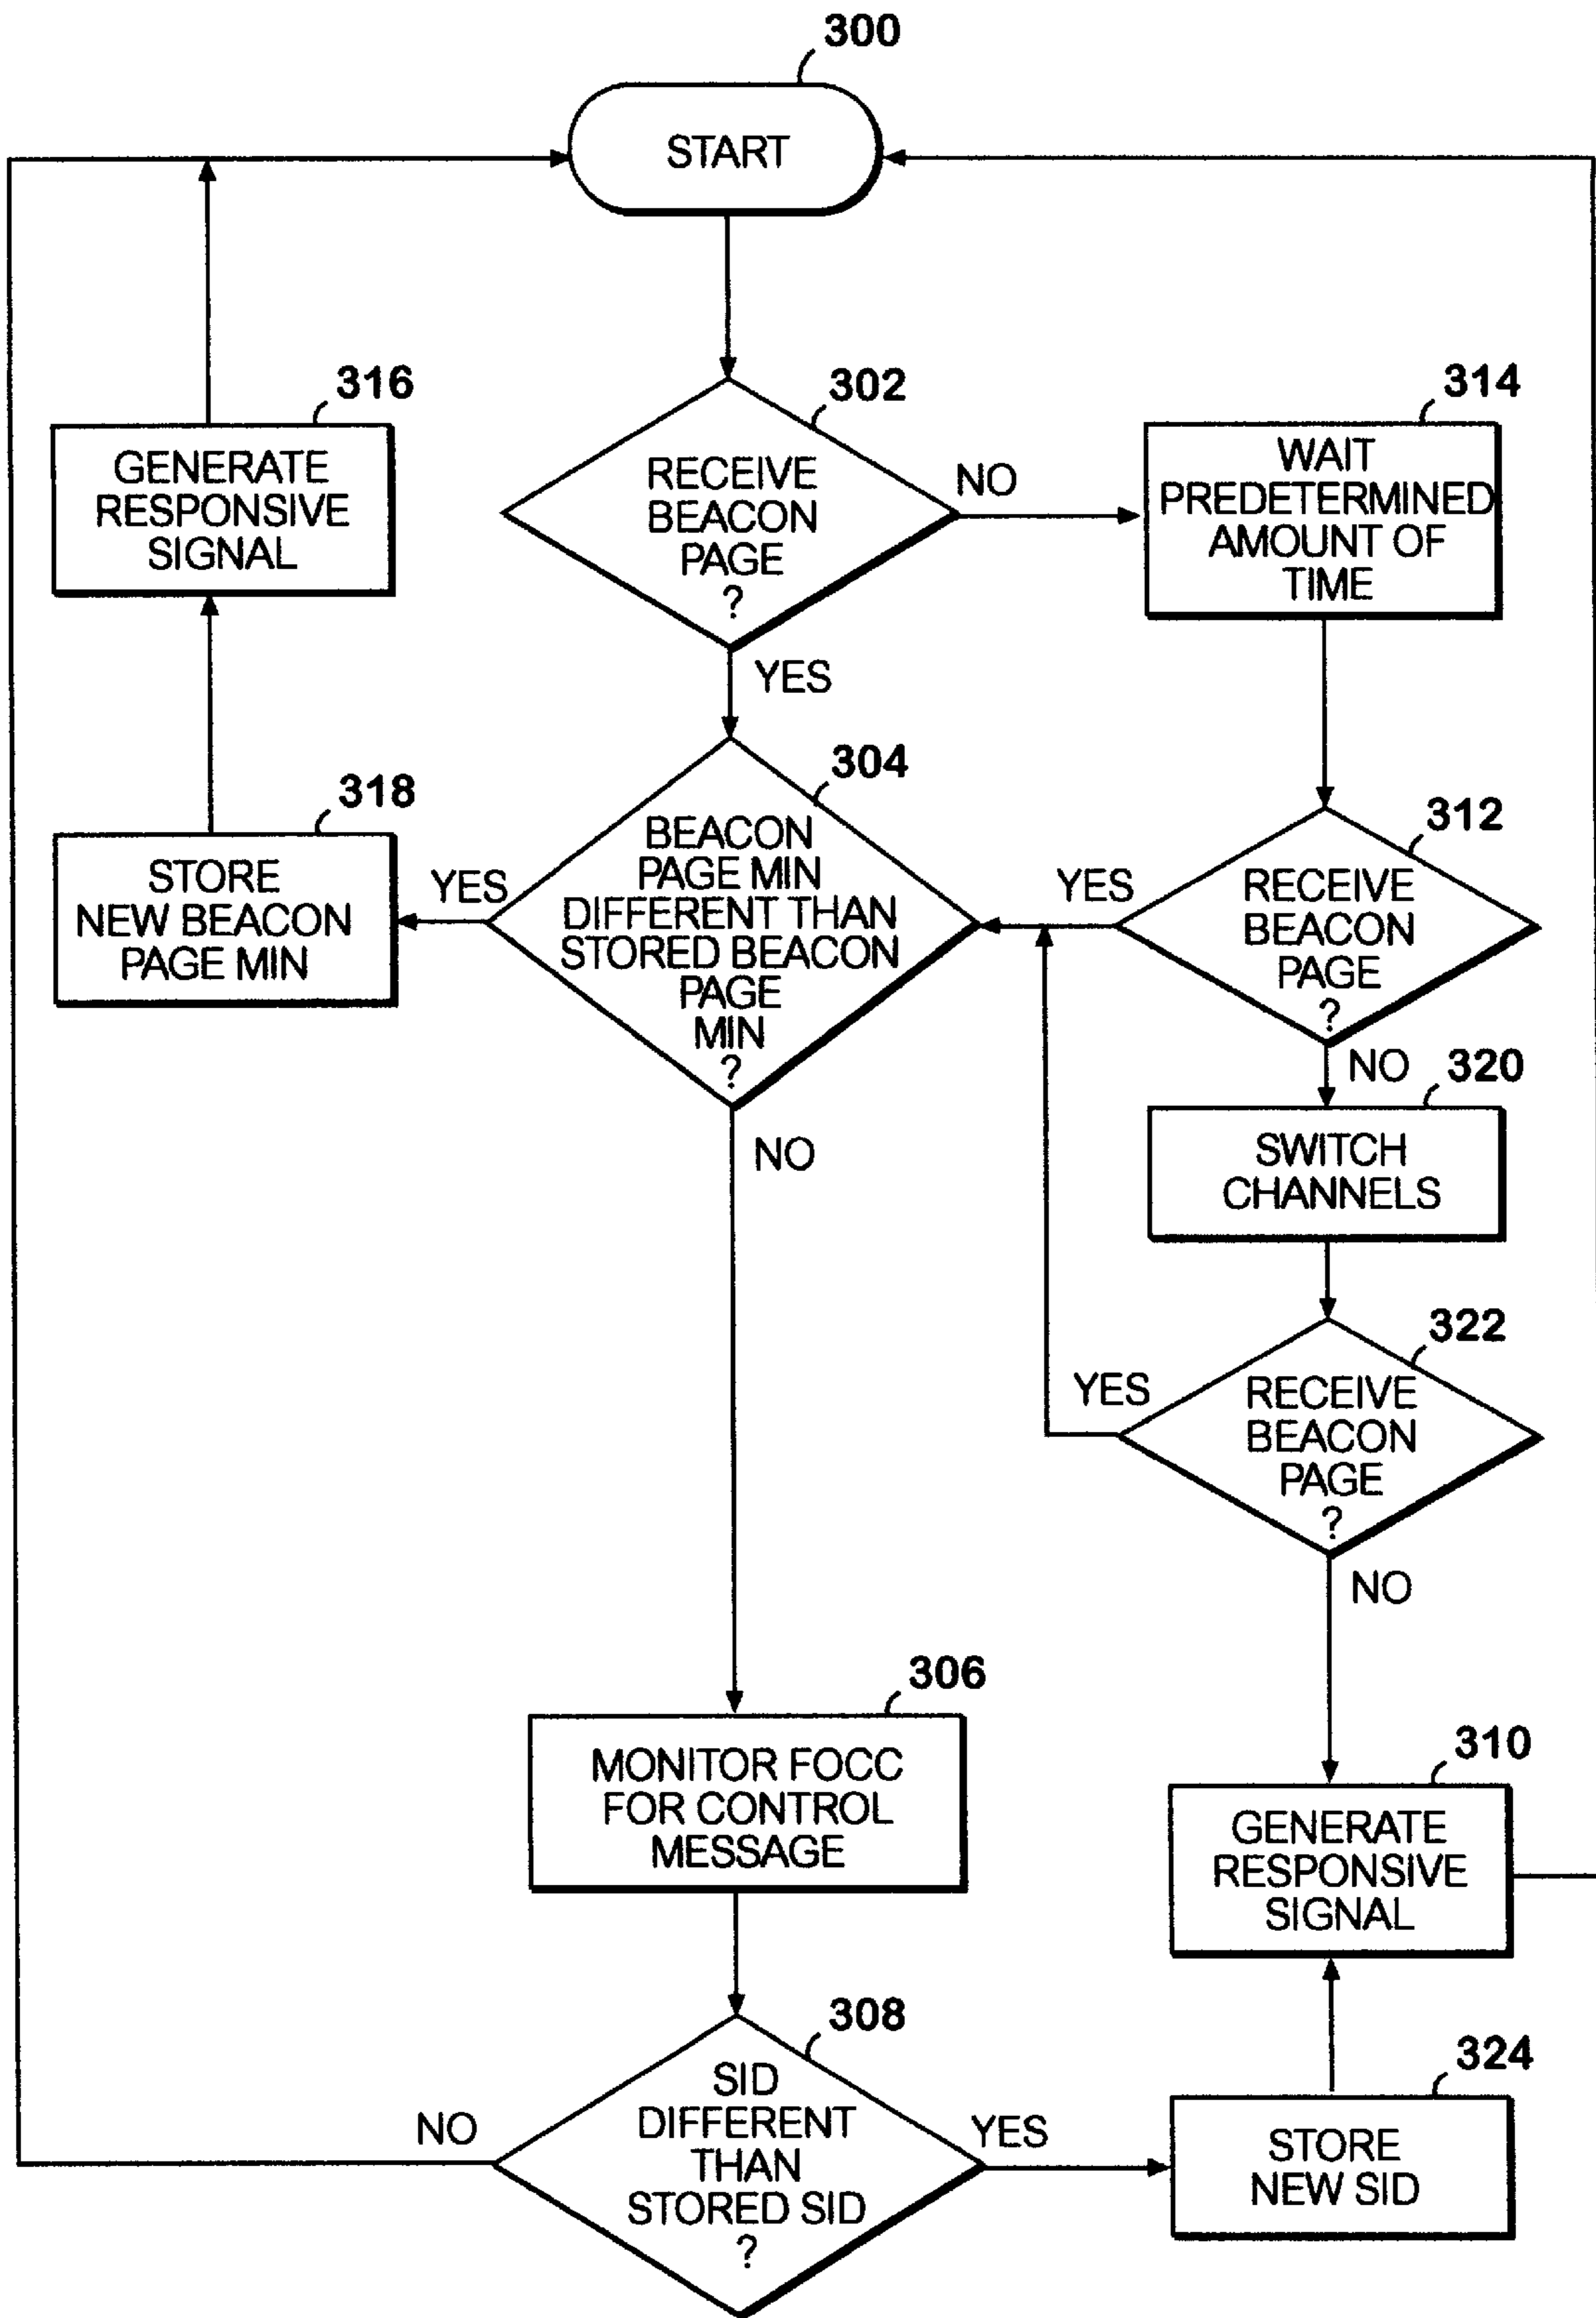 300
START
302
RECEIVE
BEACON
PAGE
?
NO
YES
314
WAIT
PREDETERMINED
AMOUNT OF
TIME
316
GENERATE
RESPONSIVE
SIGNAL
318
STORE
NEW BEACON
PAGE MIN
YES
304
BEACON
PAGE MIN
DIFFERENT THAN
STORED BEACON
PAGE
MIN
?
NO
YES
312
RECEIVE
BEACON
PAGE
?
NO
320
SWITCH
CHANNELS
322
YES
RECEIVE
BEACON
PAGE
?
NO
306
MONITOR FOCC
FOR CONTROL
MESSAGE
310
GENERATE
RESPONSIVE
SIGNAL
308
SID
DIFFERENT
THAN
STORED SID
?
NO
YES
324
STORE
NEW SID